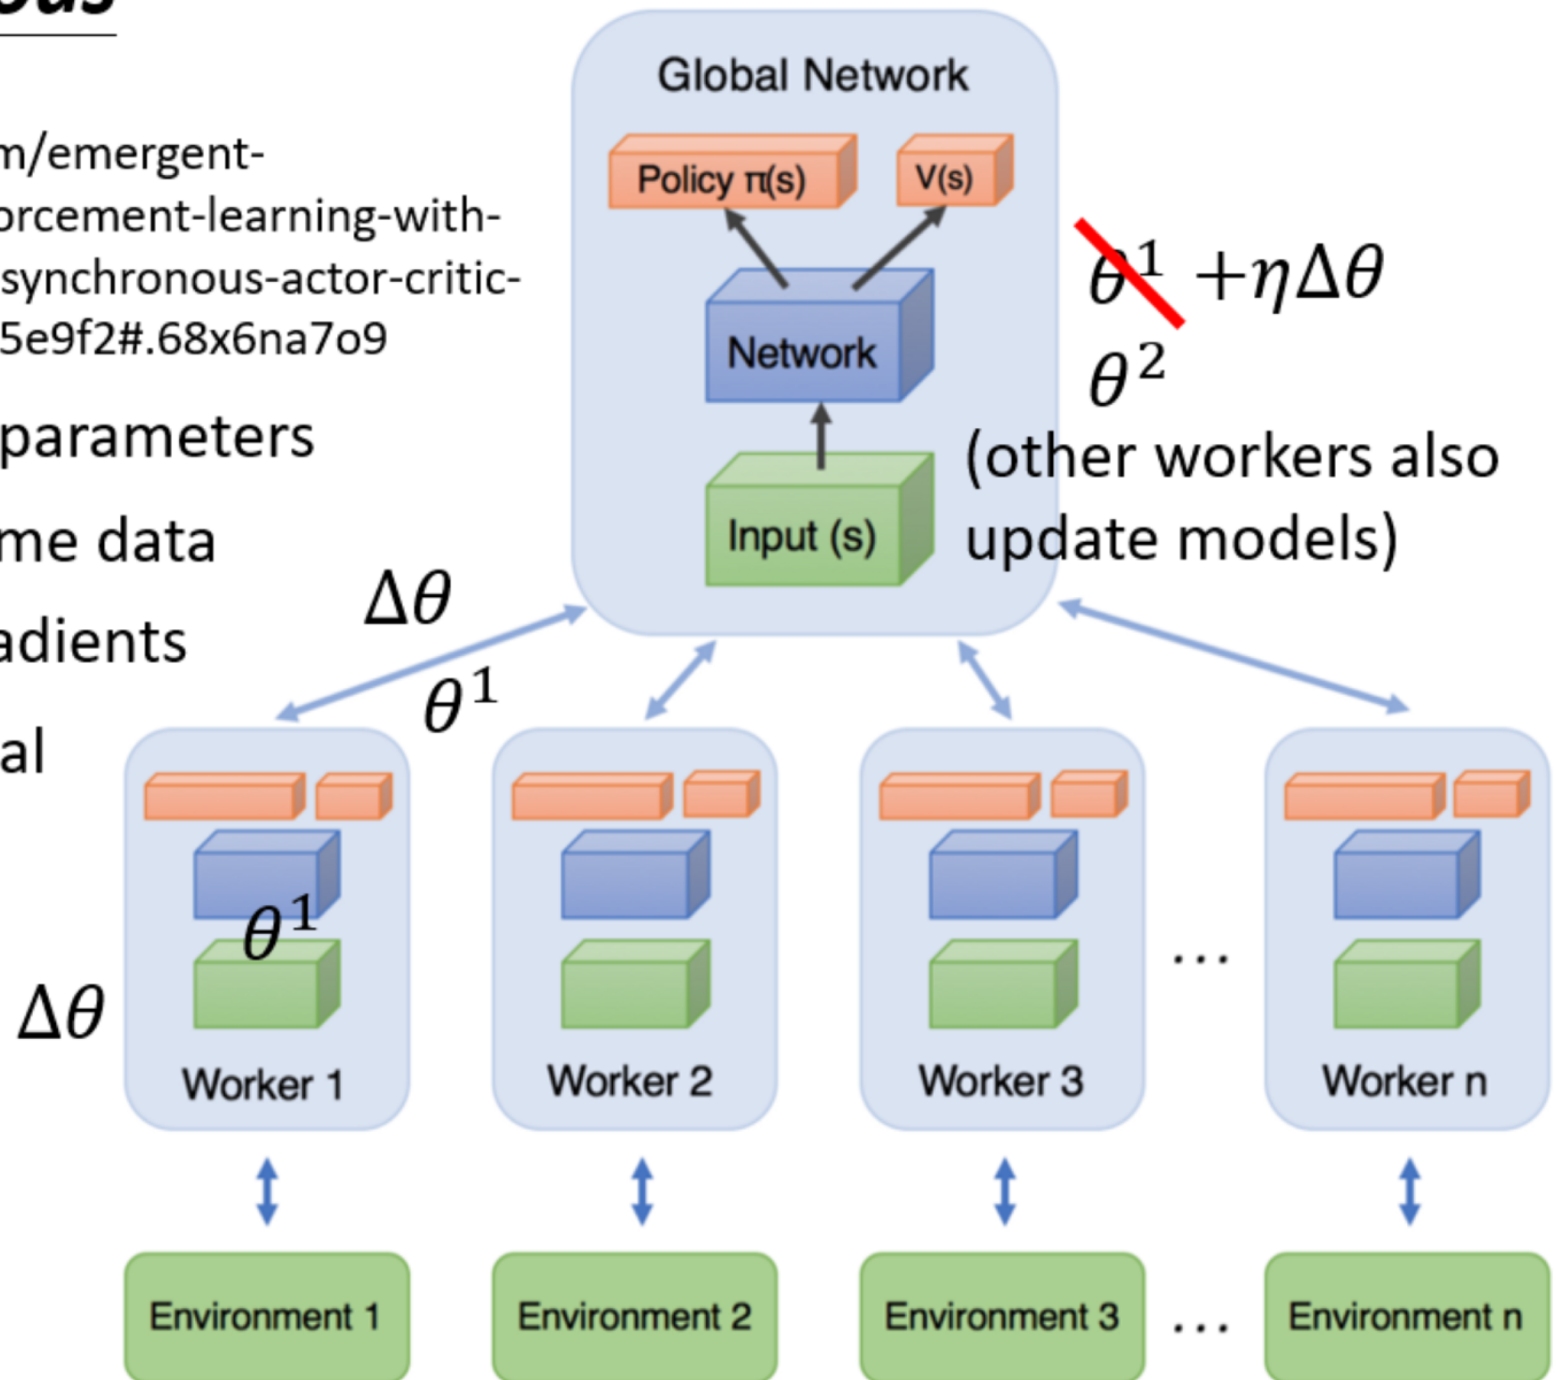 ous
m/emergent-
orcement-learning-with-
synchronous-actor-critic-
5e9f2#.68x6na7o9
parameters
me data
adients
al
Δθ
θ¹
Global Network
Policy π(s)
V(s)
Network
Input (s)
θ¹ +ηΔθ
θ²
(other workers also
update models)
θ¹
Δθ
Worker 1
Worker 2
Worker 3
...
Worker n
Environment 1
Environment 2
Environment 3
...
Environment n